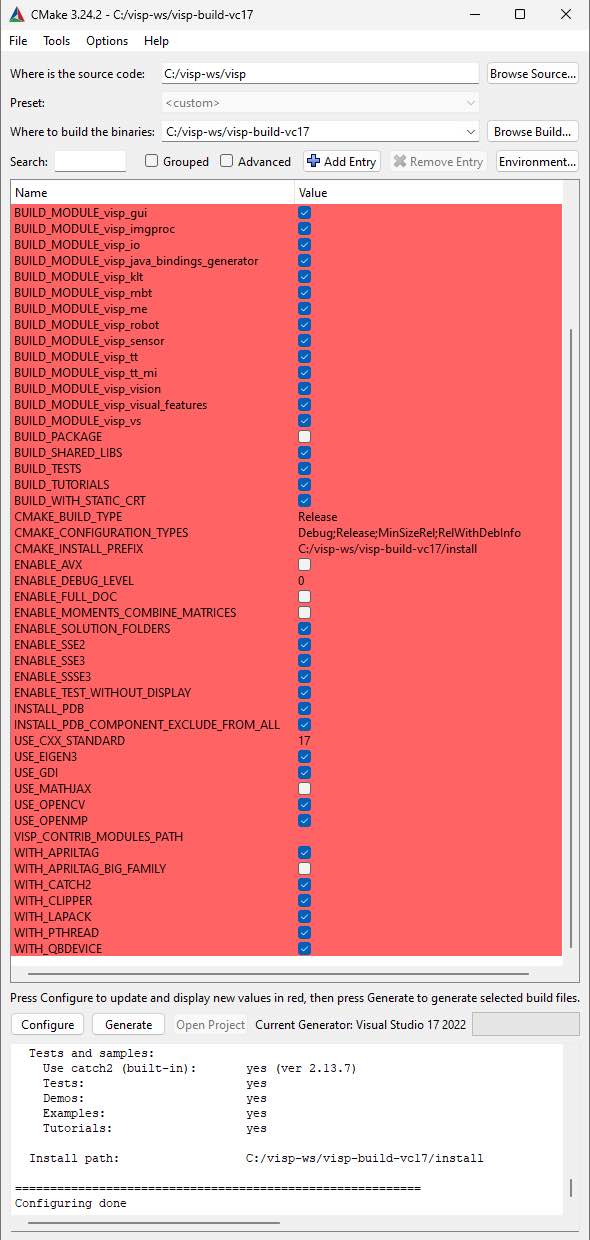 CMake 3.24.2 - C:/visp-ws/visp-build-vc17
File Tools Options Help
Where is the source code: C:/visp-ws/visp Browse Source...
Preset: <custom>
Where to build the binaries: C:/visp-ws/visp-build-vc17 Browse Build...
Search: Grouped Advanced Add Entry Remove Entry Environment...
Name Value
BUILD_MODULE_visp_gui
BUILD_MODULE_visp_imgproc
BUILD_MODULE_visp_io
BUILD_MODULE_visp_java_bindings_generator
BUILD_MODULE_visp_klt
BUILD_MODULE_visp_mbt
BUILD_MODULE_visp_me
BUILD_MODULE_visp_robot
BUILD_MODULE_visp_sensor
BUILD_MODULE_visp_tt
BUILD_MODULE_visp_tt_mi
BUILD_MODULE_visp_vision
BUILD_MODULE_visp_visual_features
BUILD_MODULE_visp_vs
BUILD_PACKAGE
BUILD_SHARED_LIBS
BUILD_TESTS
BUILD_TUTORIALS
BUILD_WITH_STATIC_CRT
CMAKE_BUILD_TYPE Release
CMAKE_CONFIGURATION_TYPES Debug;Release;MinSizeRel;RelWithDebInfo
CMAKE_INSTALL_PREFIX C:/visp-ws/visp-build-vc17/install
ENABLE_AVX
ENABLE_DEBUG_LEVEL 0
ENABLE_FULL_DOC
ENABLE_MOMENTS_COMBINE_MATRICES
ENABLE_SOLUTION_FOLDERS
ENABLE_SSE2
ENABLE_SSE3
ENABLE_SSSE3
ENABLE_TEST_WITHOUT_DISPLAY
INSTALL_PDB
INSTALL_PDB_COMPONENT_EXCLUDE_FROM_ALL
USE_CXX_STANDARD 17
USE_EIGEN3
USE_GDI
USE_MATHJAX
USE_OPENCV
USE_OPENMP
VISP_CONTRIB_MODULES_PATH
WITH_APRILTAG
WITH_APRILTAG_BIG_FAMILY
WITH_CATCH2
WITH_CLIPPER
WITH_LAPACK
WITH_PTHREAD
WITH_QBDEVICE
Press Configure to update and display new values in red, then press Generate to generate selected build files.
Configure Generate Open Project Current Generator: Visual Studio 17 2022
Tests and samples:
Use catch2 (built-in): yes (ver 2.13.7)
Tests: yes
Demos: yes
Examples: yes
Tutorials: yes
Install path: C:/visp-ws/visp-build-vc17/install
==========================================================
Configuring done